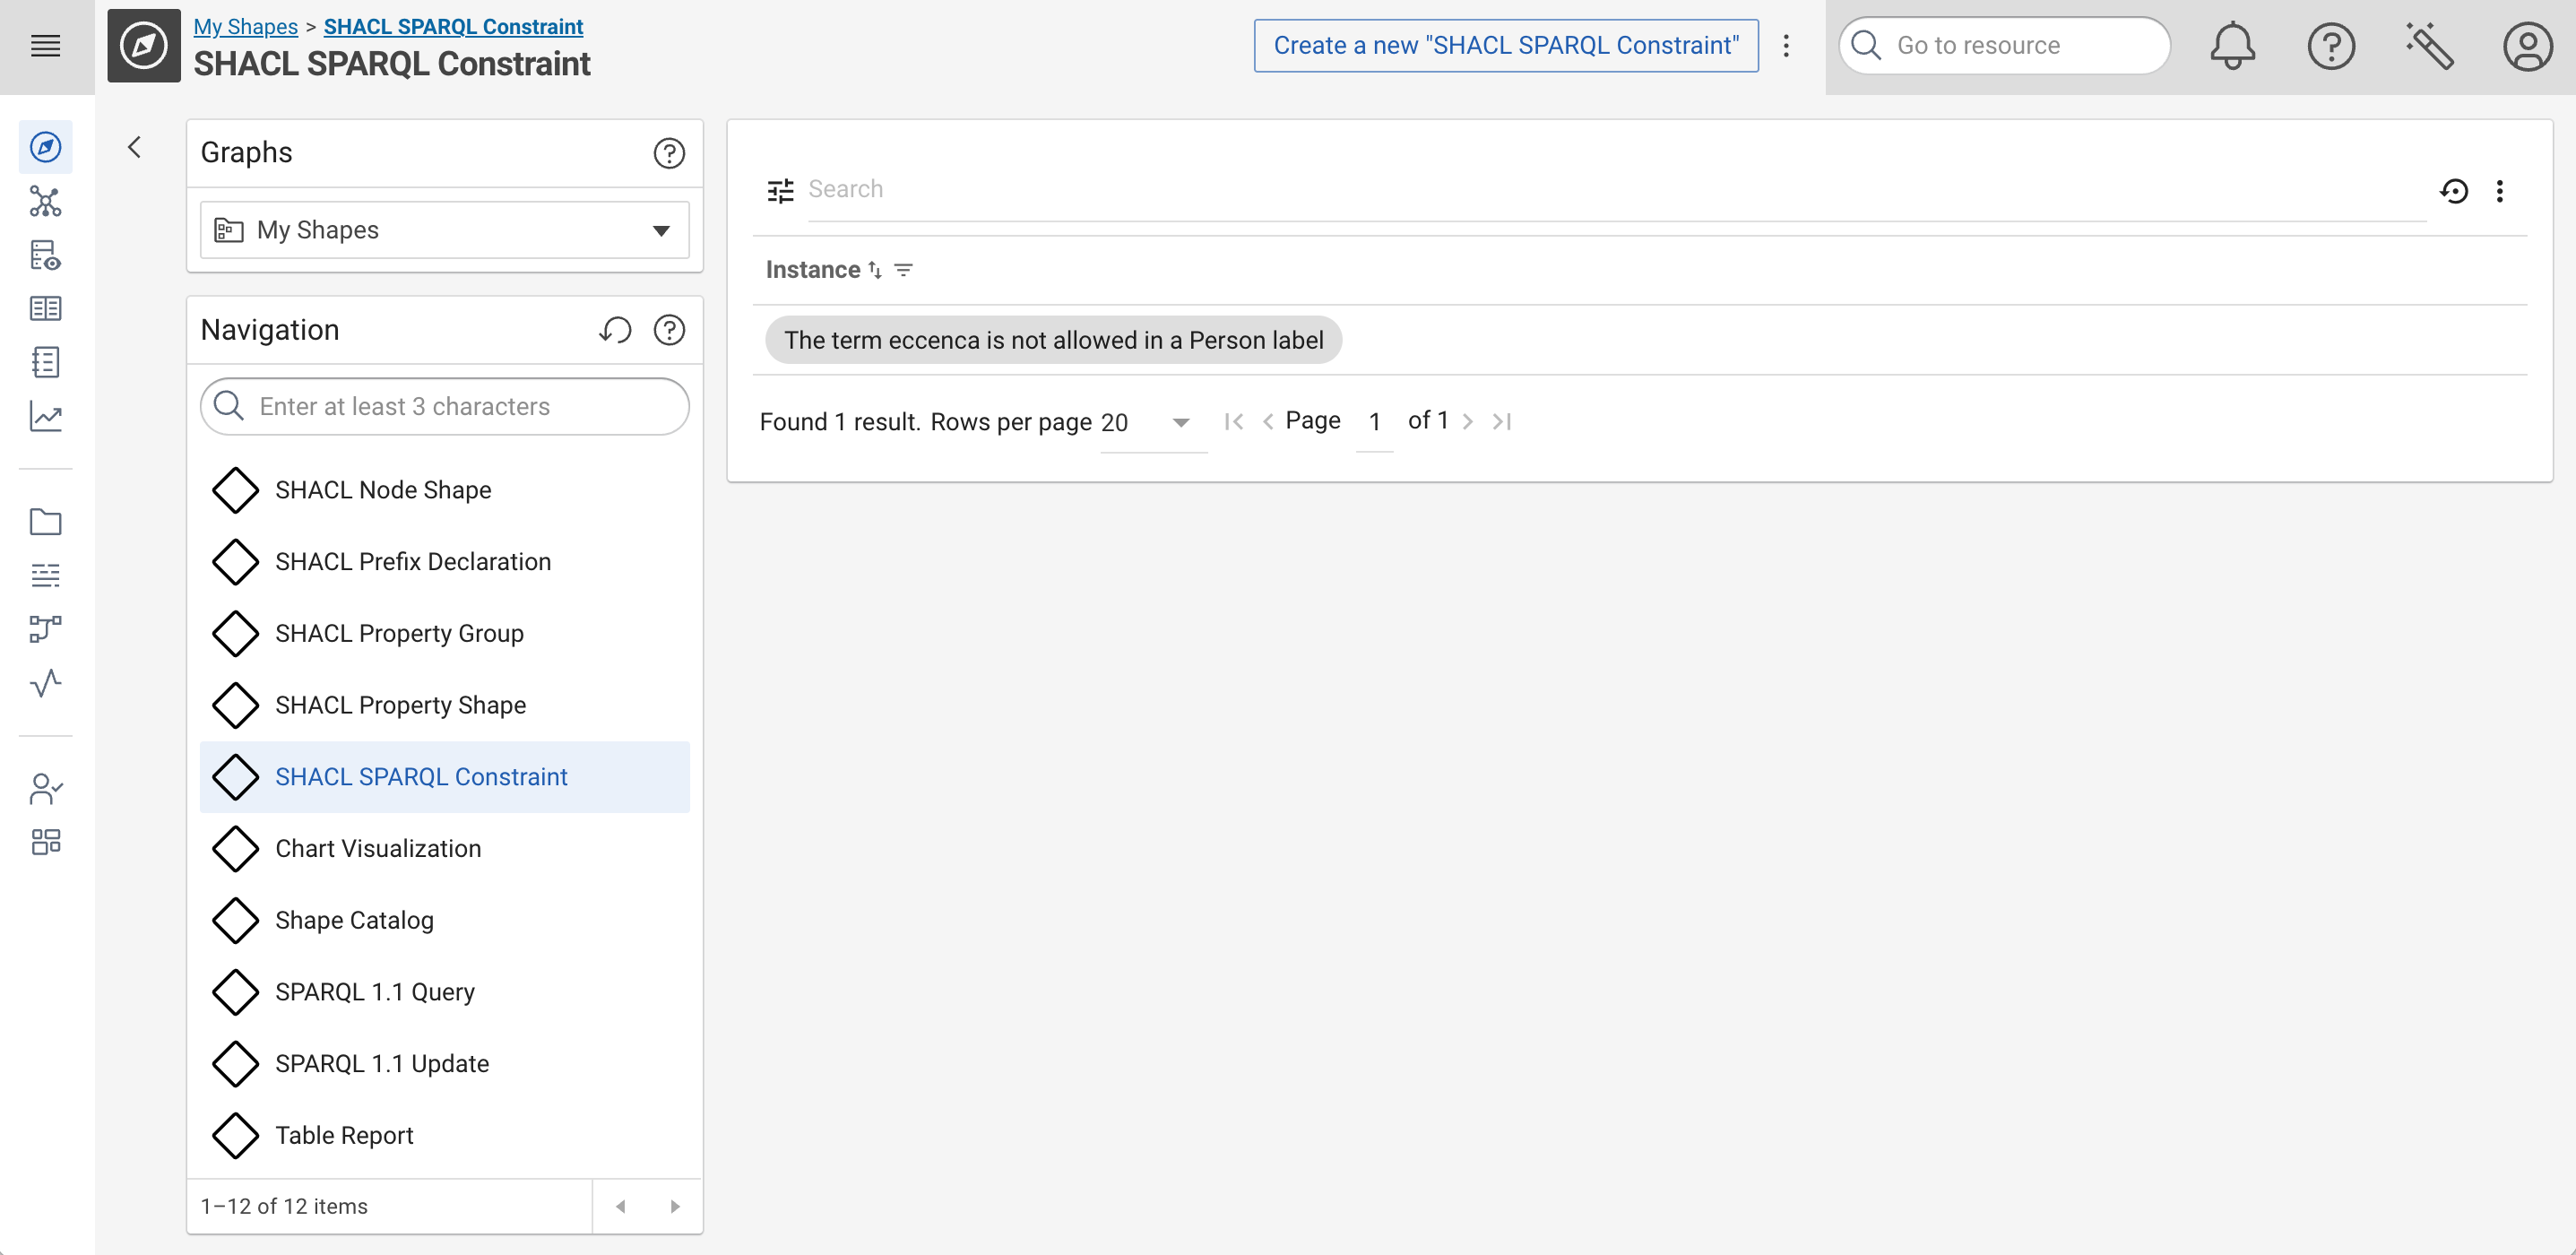 My Shapes > SHACL SPARQL Constraint
SHACL SPARQL Constraint
Create a new "SHACL SPARQL Constraint"
Go to resource
Graphs
My Shapes
Navigation
Enter at least 3 characters
SHACL Node Shape
SHACL Prefix Declaration
SHACL Property Group
SHACL Property Shape
SHACL SPARQL Constraint
Chart Visualization
Shape Catalog
SPARQL 1.1 Query
SPARQL 1.1 Update
Table Report
1–12 of 12 items
Search
Instance
The term eccenca is not allowed in a Person label
Found 1 result. Rows per page 20 Page 1 of 1